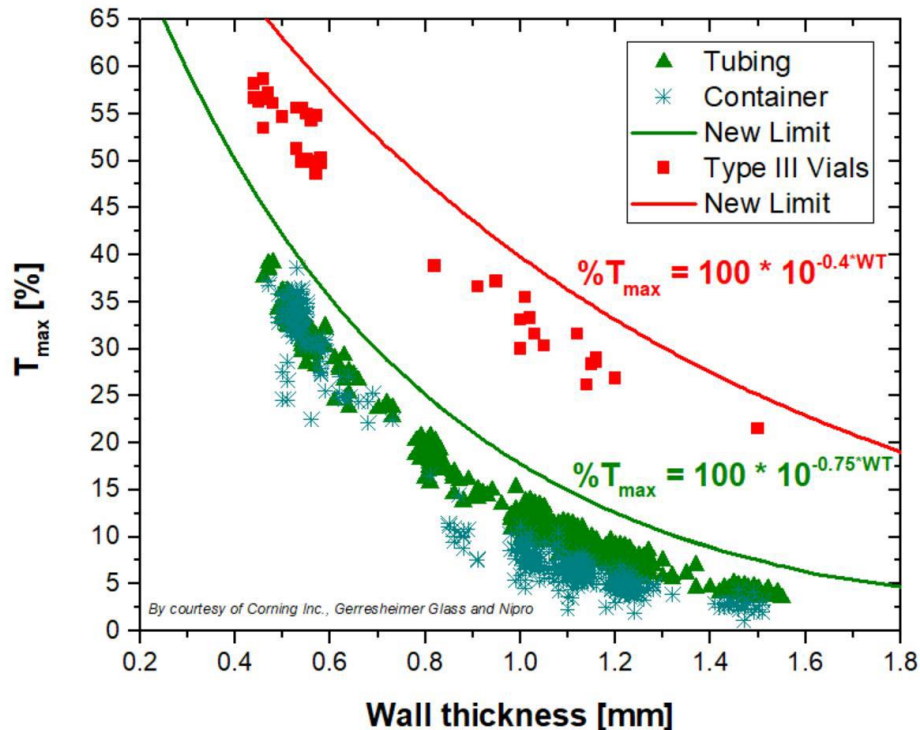 65
60
55
50
45
40
35
30
25
20
15
10
5
0
T_max [%]
Tubing
Container
New Limit
Type III Vials
New Limit
%T_max = 100 * 10^-0.4*WT
%T_max = 100 * 10^-0.75*WT
By courtesy of Corning Inc., Gerresheimer Glass and Nipro
0.2 0.4 0.6 0.8 1.0 1.2 1.4 1.6 1.8
Wall thickness [mm]